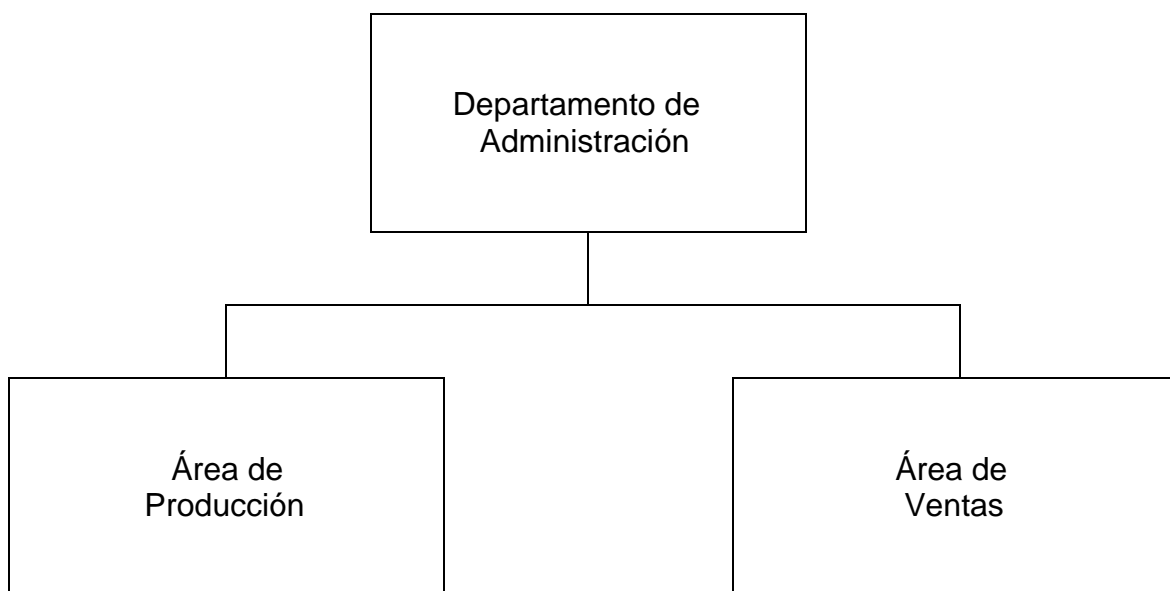 Departamento de
Administración
Área de
Producción
Área de
Ventas